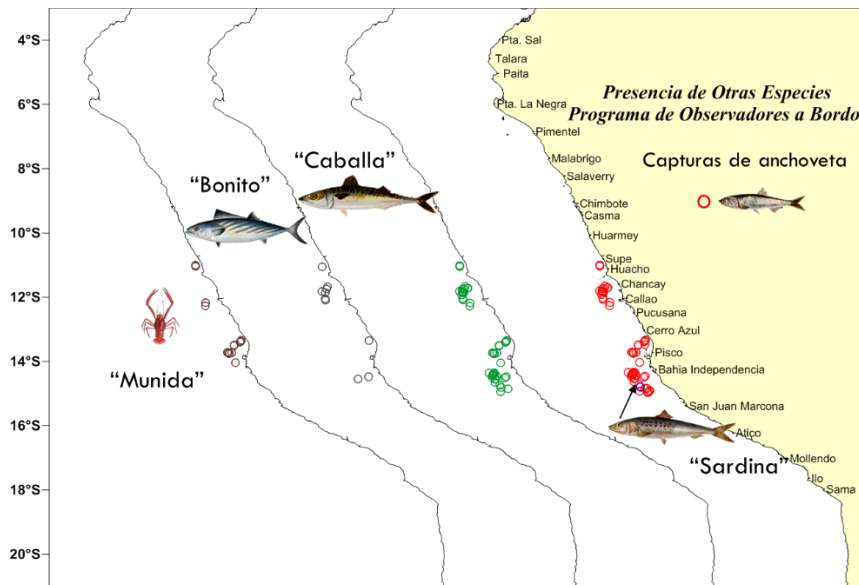 4°S
6°S
8°S
10°S
12°S
14°S
16°S
18°S
20°S
Pta. Sal
Talara
Paita
Pta. La Negra
Pimentel
Malabrigo
Salaverry
Chimbote
Casma
Huarmey
Supe
Huacho
Chancay
Callao
Pucusana
Cerro Azul
Pisco
Bahia Independencia
San Juan Marcona
Atico
Mollendo
Ilo
Sama
Presencia de Otras Especies
Programa de Observadores a Bordo
Capturas de anchoveta
“Caballa”
“Bonito”
“Munida”
“Sardina”